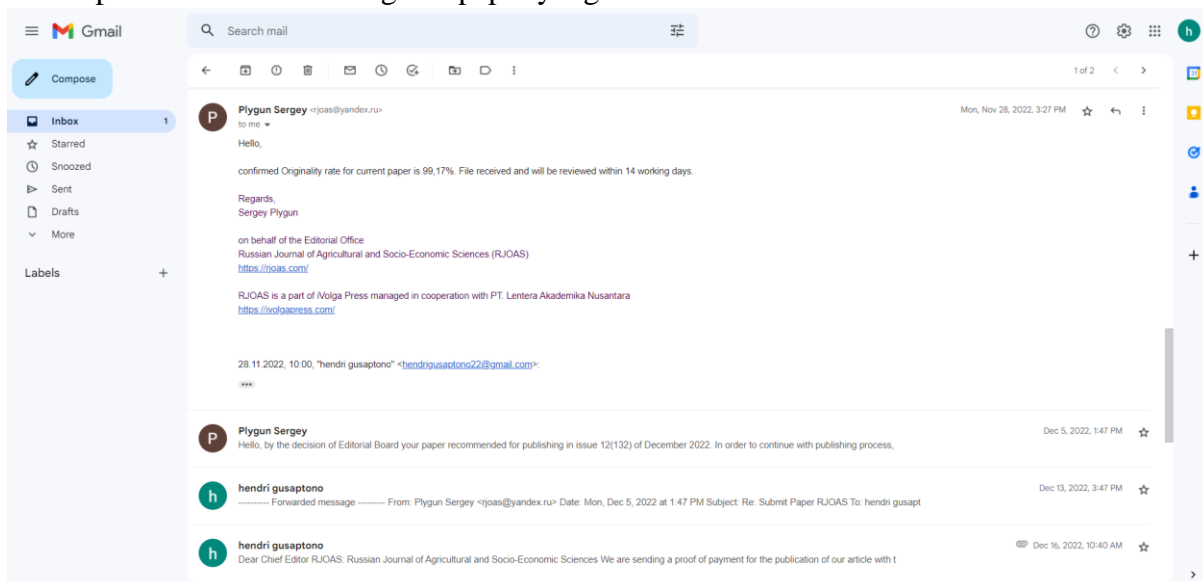 Gmail
Search mail
h
Compose
1 of 2
Inbox 1
Starred
Snoozed
Sent
Drafts
More
Labels
P
Plygun Sergey <rjoas@yandex.ru>
Mon, Nov 28, 2022, 3:27 PM
to me
Hello,
confirmed Originality rate for current paper is 99,17%. File received and will be reviewed within 14 working days.
Regards,
Sergey Plygun
on behalf of the Editorial Office
Russian Journal of Agricultural and Socio-Economic Sciences (RJOAS)
https://rjoas.com/
RJOAS is a part of iVolga Press managed in cooperation with PT. Lentera Akademika Nusantara
https://ivolgapress.com/
28.11.2022, 10:00, "hendri gusaptono" <hendrigusaptono22@gmail.com>:
P
Plygun Sergey
Dec 5, 2022, 1:47 PM
Hello, by the decision of Editorial Board your paper recommended for publishing in issue 12(132) of December 2022. In order to continue with publishing process,
h
hendri gusaptono
Dec 13, 2022, 3:47 PM
---------- Forwarded message --------- From: Plygun Sergey <rjoas@yandex.ru> Date: Mon, Dec 5, 2022 at 1:47 PM Subject: Re: Submit Paper RJOAS To: hendri gusapt
h
hendri gusaptono
Dec 16, 2022, 10:40 AM
Dear Chief Editor RJOAS: Russian Journal of Agricultural and Socio-Economic Sciences We are sending a proof of payment for the publication of our article with t